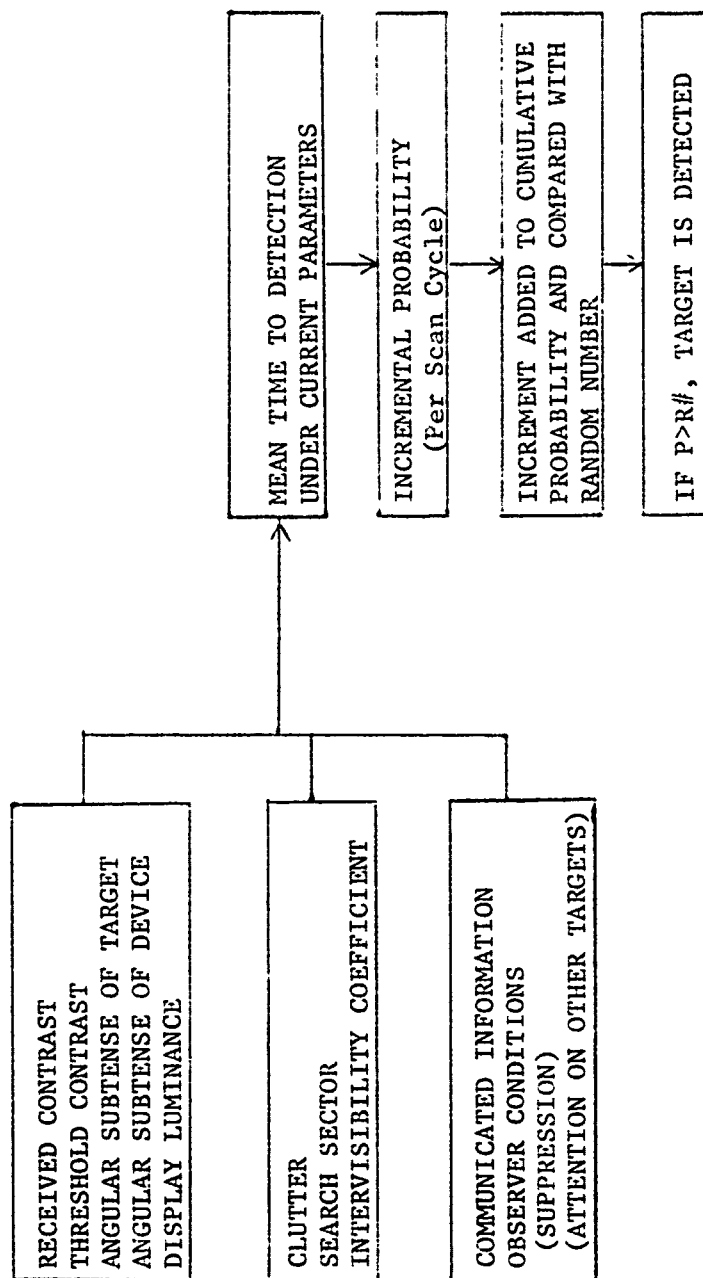 RECEIVED CONTRAST
THRESHOLD CONTRAST
ANGULAR SUBTENSE OF TARGET
ANGULAR SUBTENSE OF DEVICE
DISPLAY LUMINANCE
CLUTTER
SEARCH SECTOR
INTERVISIBILITY COEFFICIENT
COMMUNICATED INFORMATION
OBSERVER CONDITIONS
(SUPPRESSION)
(ATTENTION ON OTHER TARGETS)
MEAN TIME TO DETECTION
UNDER CURRENT PARAMETERS
INCREMENTAL PROBABILITY
(Per Scan Cycle)
INCREMENT ADDED TO CUMULATIVE
PROBABILITY AND COMPARED WITH
RANDOM NUMBER
IF P>R#, TARGET IS DETECTED